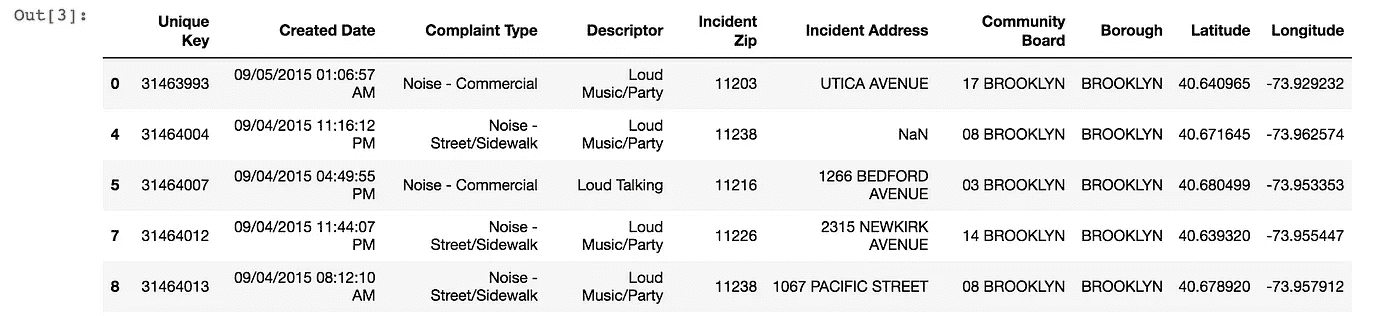 Out[3]:
Unique Key Created Date Complaint Type Descriptor Incident Zip Incident Address Community Board Borough Latitude Longitude
0 31463993 09/05/2015 01:06:57 AM Noise - Commercial Loud Music/Party 11203 UTICA AVENUE 17 BROOKLYN BROOKLYN 40.640965 -73.929232
4 31464004 09/04/2015 11:16:12 PM Noise - Street/Sidewalk Loud Music/Party 11238 NaN 08 BROOKLYN BROOKLYN 40.671645 -73.962574
5 31464007 09/04/2015 04:49:55 PM Noise - Commercial Loud Talking 11216 1266 BEDFORD AVENUE 03 BROOKLYN BROOKLYN 40.680499 -73.953353
7 31464012 09/04/2015 11:44:07 PM Noise - Street/Sidewalk Loud Music/Party 11226 2315 NEWKIRK AVENUE 14 BROOKLYN BROOKLYN 40.639320 -73.955447
8 31464013 09/04/2015 08:12:10 AM Noise - Street/Sidewalk Loud Music/Party 11238 1067 PACIFIC STREET 08 BROOKLYN BROOKLYN 40.678920 -73.957912